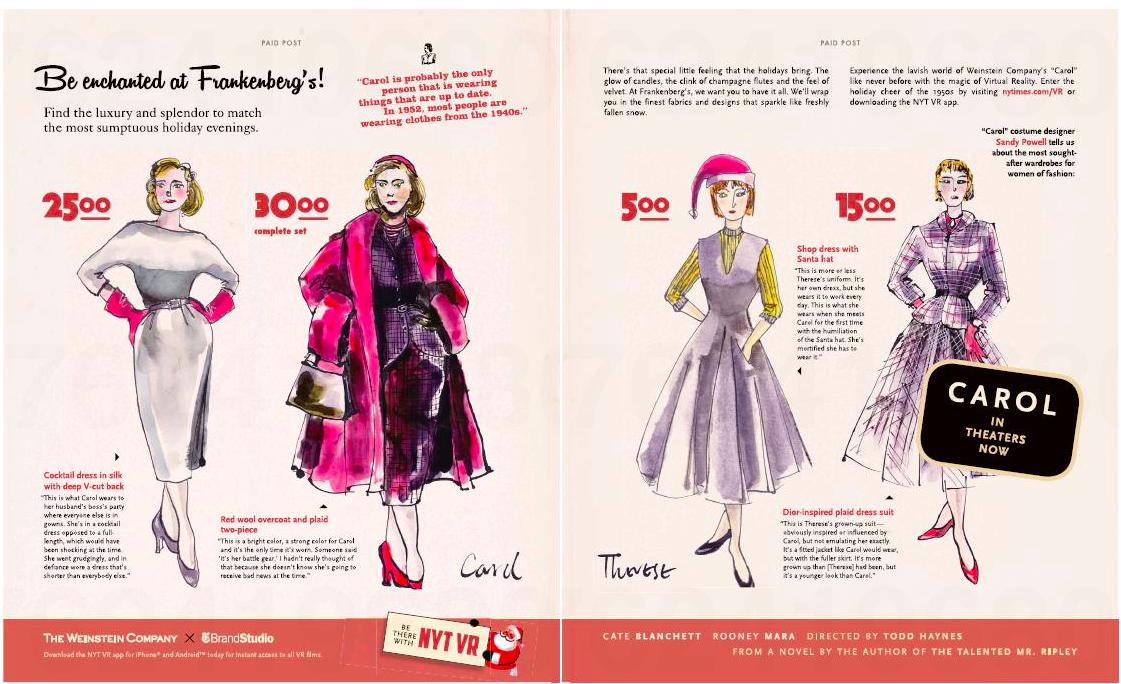 PAID POST
Be enchanted at Frankenberg's!
Find the luxury and splendor to match
the most sumptuous holiday evenings.
“Carol is probably the only
person that is wearing
things that are up to date.
In 1952, most people are
wearing clothes from the 1940s.”
2500
3000
complete set
Cocktail dress in silk
with deep V-cut back
“This is what Carol wears to
her husband's boss's party
where everyone else is in
gowns. She's in a cocktail
dress opposed to a full-
length, which would have
been shocking at the time.
She went grudgingly, and in
defiance wore a dress that's
shorter than everybody else.”
Red wool overcoat and plaid
two-piece
“This is a bright color, a strong color for Carol
and it's the only time it's worn. Someone said
'it's her battle gear.' I hadn't really thought of
that because she doesn't know she's going to
receive bad news at the time.”
Carol
THE WEINSTEIN COMPANY X TBrandStudio
Download the NYT VR app for iPhone® and Android™ today for instant access to all VR films.
BE
THERE
WITH
NYT VR
PAID POST
There's that special little feeling that the holidays bring. The
glow of candles, the clink of champagne flutes and the feel of
velvet. At Frankenberg's, we want you to have it all. We'll wrap
you in the finest fabrics and designs that sparkle like freshly
fallen snow.
Experience the lavish world of Weinstein Company's “Carol”
like never before with the magic of Virtual Reality. Enter the
holiday cheer of the 1950s by visiting nytimes.com/VR or
downloading the NYT VR app.
“Carol” costume designer
Sandy Powell tells us
about the most sought-
after wardrobes for
women of fashion:
500
1500
Shop dress with
Santa hat
“This is more or less
Therese's uniform. It's
her own dress, but she
wears it to work every
day. This is what she
wears when she meets
Carol for the first time
with the humiliation
of the Santa hat. She's
mortified she has to
wear it.”
CAROL
IN
THEATERS
NOW
Dior-inspired plaid dress suit
“This is Therese's grown-up suit—
obviously inspired or influenced by
Carol, but not emulating her exactly.
It's a fitted jacket like Carol would wear,
but with the fuller skirt. It's more
grown up than [Therese] had been, but
it's a younger look than Carol.”
THERESE
CATE BLANCHETT ROONEY MARA DIRECTED BY TODD HAYNES
FROM A NOVEL BY THE AUTHOR OF THE TALENTED MR. RIPLEY